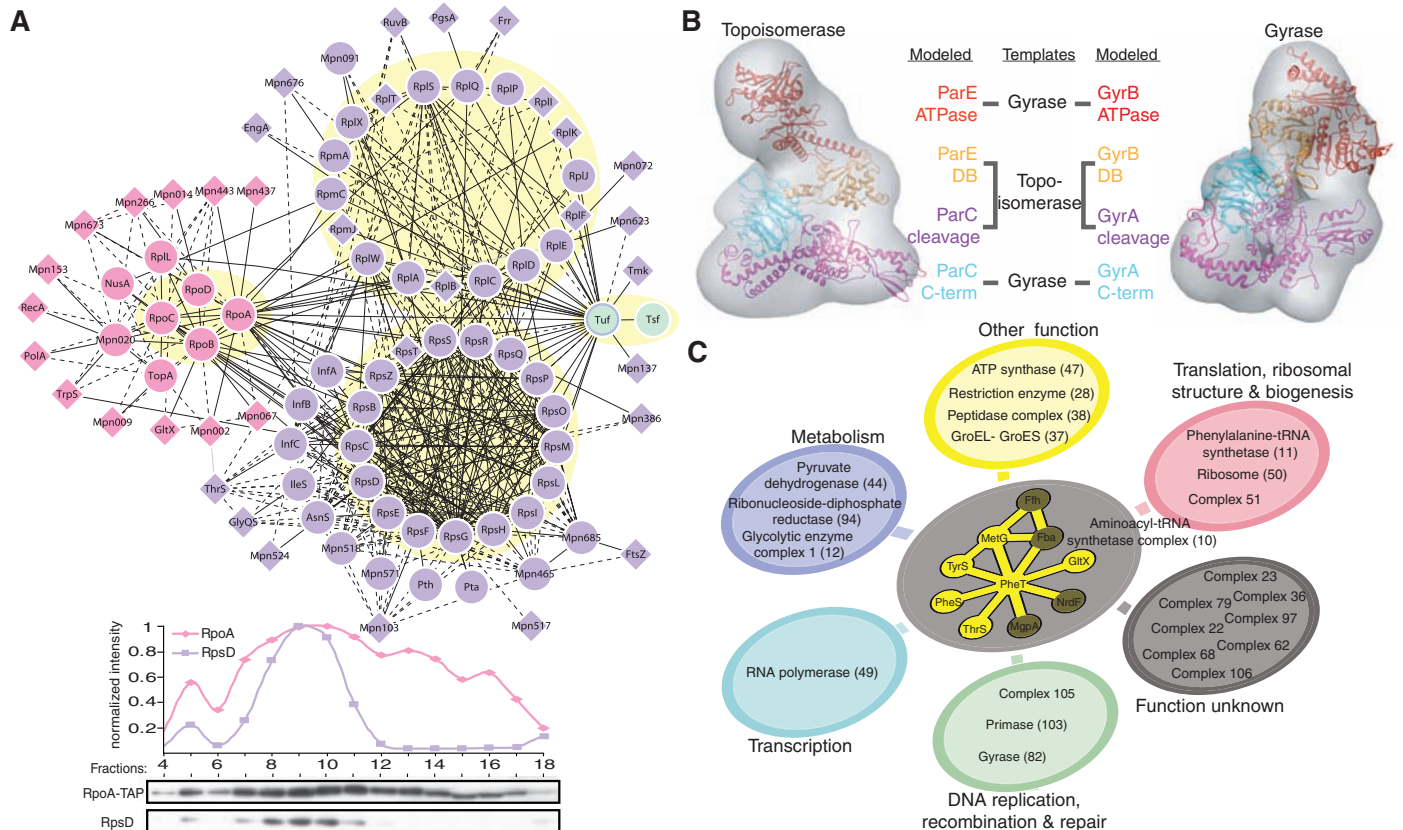 A
RuvB
PgsA
Frr
Mpn091
Mpn676
RplT
RplS
RplQ
RplP
RplI
RplX
RplK
EngA
RpmA
RplJ
Mpn072
RpmC
RplF
Mpn623
RpmJ
RplE
RplW
RplD
Tmk
RplA
RplB
RplC
Mpn014
Mpn443
Mpn437
Mpn266
Mpn673
RplL
Mpn153
NusA
RpoD
RecA
RpoC
RpoA
Tuf
Tsf
Mpn020
RpoB
PolA
TopA
TrpS
Mpn009
GltX
Mpn002
Mpn067
RpsT
RpsS
RpsR
RpsQ
Mpn137
InfA
RpsZ
RpsP
InfB
RpsB
RpsO
Mpn386
InfC
RpsC
RpsM
ThrS
IleS
RpsD
RpsL
GlyQS
AsnS
RpsE
RpsI
RpsF
RpsG
RpsH
Mpn524
Mpn518
Mpn685
FtsZ
Mpn571
Pth
Pta
Mpn465
Mpn103
Mpn517
normalized intensity
1
0.8
0.6
0.4
0.2
RpoA
RpsD
Fractions:
4
6
8
10
12
14
16
18
RpoA-TAP
RpsD
B
Topoisomerase
Gyrase
Modeled
Templates
Modeled
ParE
ATPase
Gyrase
GyrB
ATPase
ParE
DB
GyrB
DB
Topo-
isomerase
ParC
cleavage
GyrA
cleavage
ParC
C-term
Gyrase
GyrA
C-term
C
Other function
ATP synthase (47)
Restriction enzyme (28)
Peptidase complex (38)
GroEL- GroES (37)
Translation, ribosomal
structure & biogenesis
Phenylalanine-tRNA
synthetase (11)
Ribosome (50)
Complex 51
Metabolism
Pyruvate
dehydrogenase (44)
Ribonucleoside-diphosphate
reductase (94)
Glycolytic enzyme
complex 1 (12)
Aminoacyl-tRNA
synthetase complex (10)
Ffh
MetG
Fba
TyrS
GltX
PheT
PheS
NrdF
ThrS
MgpA
Complex 23
Complex 79
Complex 36
Complex 22
Complex 97
Complex 68
Complex 62
Complex 106
Function unknown
RNA polymerase (49)
Transcription
Complex 105
Primase (103)
Gyrase (82)
DNA replication,
recombination & repair